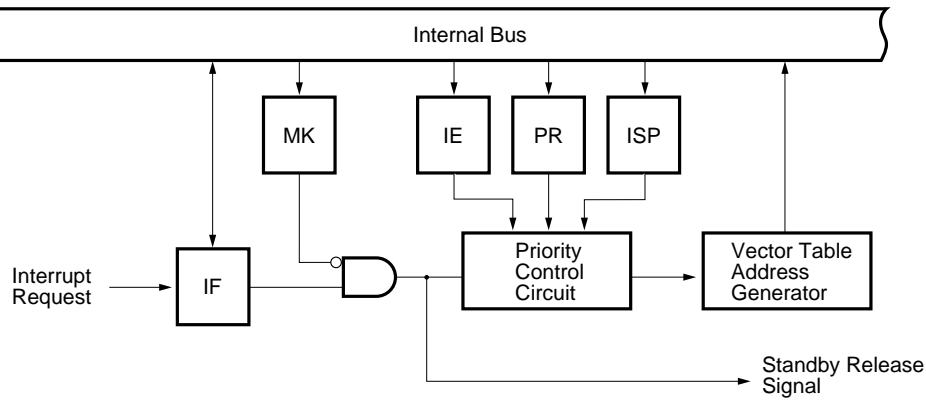 Internal Bus
MK
IE
PR
ISP
Interrupt
Request
IF
Priority
Control
Circuit
Vector Table
Address
Generator
Standby Release
Signal